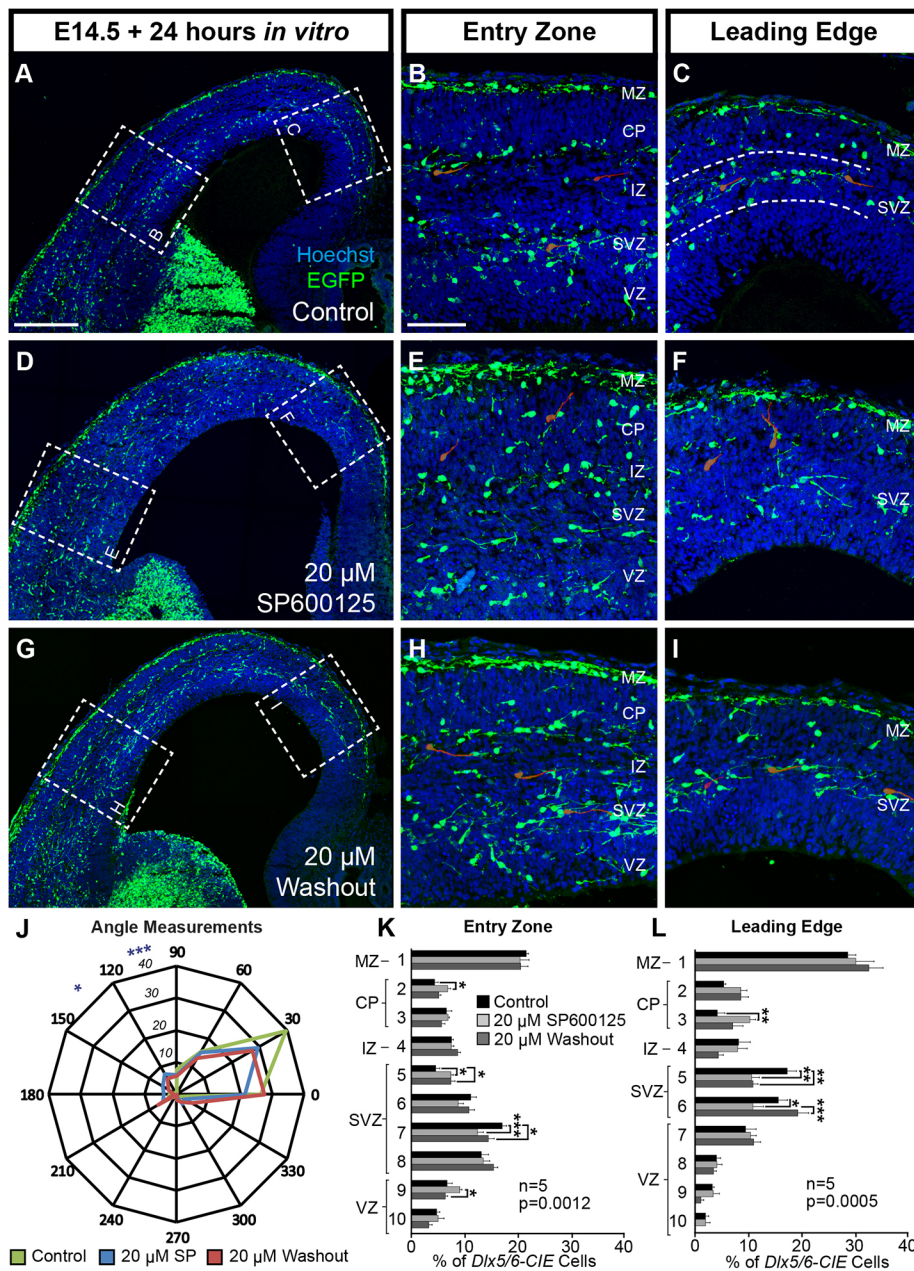 E14.5 + 24 hours in vitro
Entry Zone
Leading Edge
A
B
C
Hoechst
EGFP
Control
B
C
MZ
CP
IZ
SVZ
VZ
MZ
SVZ
D
E
F
20 µM
SP600125
E
F
MZ
CP
IZ
SVZ
VZ
MZ
SVZ
G
H
I
20 µM
Washout
H
I
MZ
CP
IZ
SVZ
VZ
MZ
SVZ
J
Angle Measurements
***
*
90
60
30
0
330
300
270
240
210
180
150
120
40
30
20
10
Control
20 µM SP
20 µM Washout
K
Entry Zone
MZ
CP
IZ
SVZ
VZ
1
2
3
4
5
6
7
8
9
10
*
* *
*** *
*
Control
20 µM SP600125
20 µM Washout
n=5
p=0.0012
0 10 20 30 40
% of Dlx5/6-CIE Cells
L
Leading Edge
MZ
CP
IZ
SVZ
VZ
1
2
3
4
5
6
7
8
9
10
**
** **
* ***
n=5
p=0.0005
0 10 20 30 40
% of Dlx5/6-CIE Cells